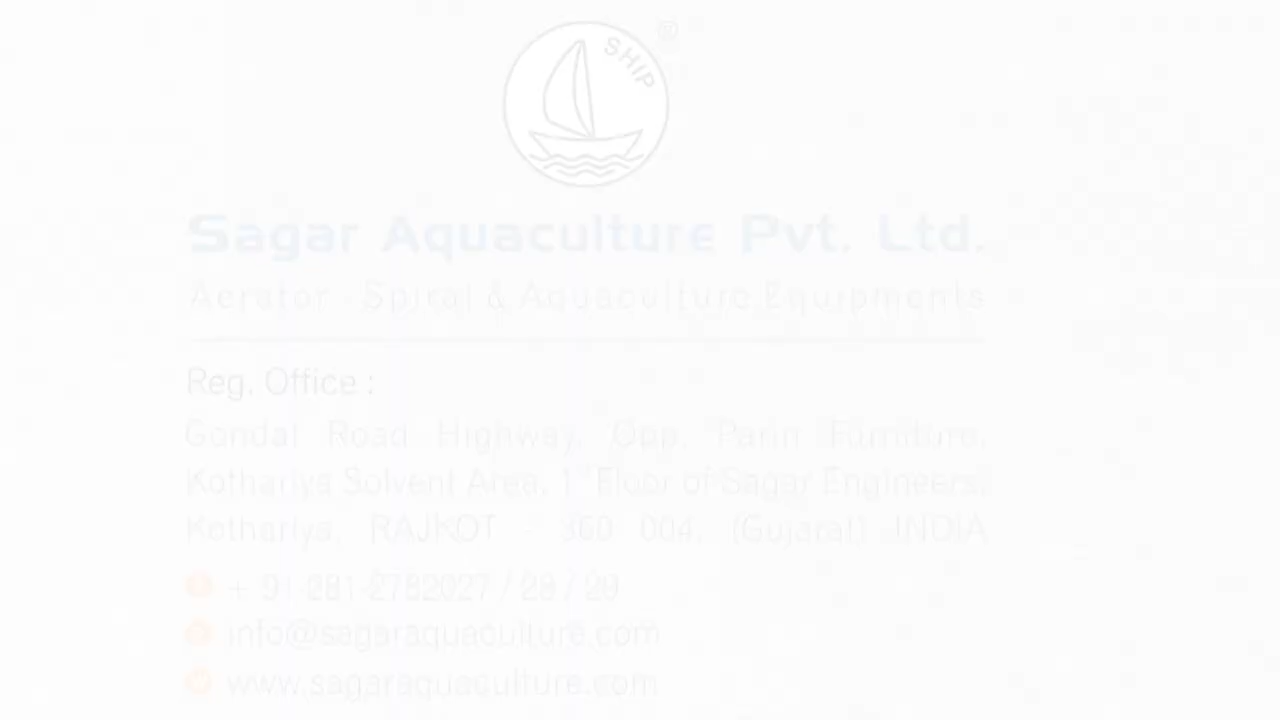 SHIP ®
Sagar Aquaculture Pvt. Ltd.
Aerator - Spiral & Aquaculture Equipments
Reg. Office :
Gondal Road Highway, Opp. Parin Furniture,
Kothariya Solvent Area, 1st Floor of Sagar Engineers,
Kothariya, RAJKOT - 360 004. (Gujarat) INDIA
+ 91-281-2782027 / 28 / 29
info@sagaraquaculture.com
www.sagaraquaculture.com